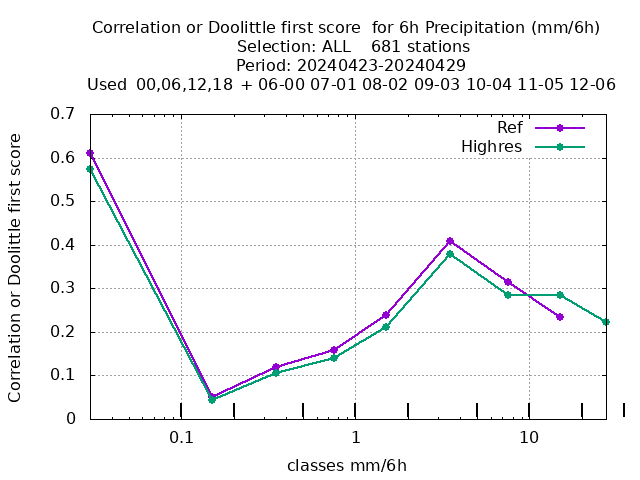 Correlation or Doolittle first score  for 6h Precipitation (mm/6h)
Selection: ALL    681 stations
Period: 20240423-20240429
Used  00,06,12,18  + 06-00 07-01 08-02 09-03 10-04 11-05 12-06
Ref
Highres
0.7
0.6
0.5
0.4
0.3
0.2
0.1
0
Correlation or Doolittle first score
0.1
1
10
classes mm/6h